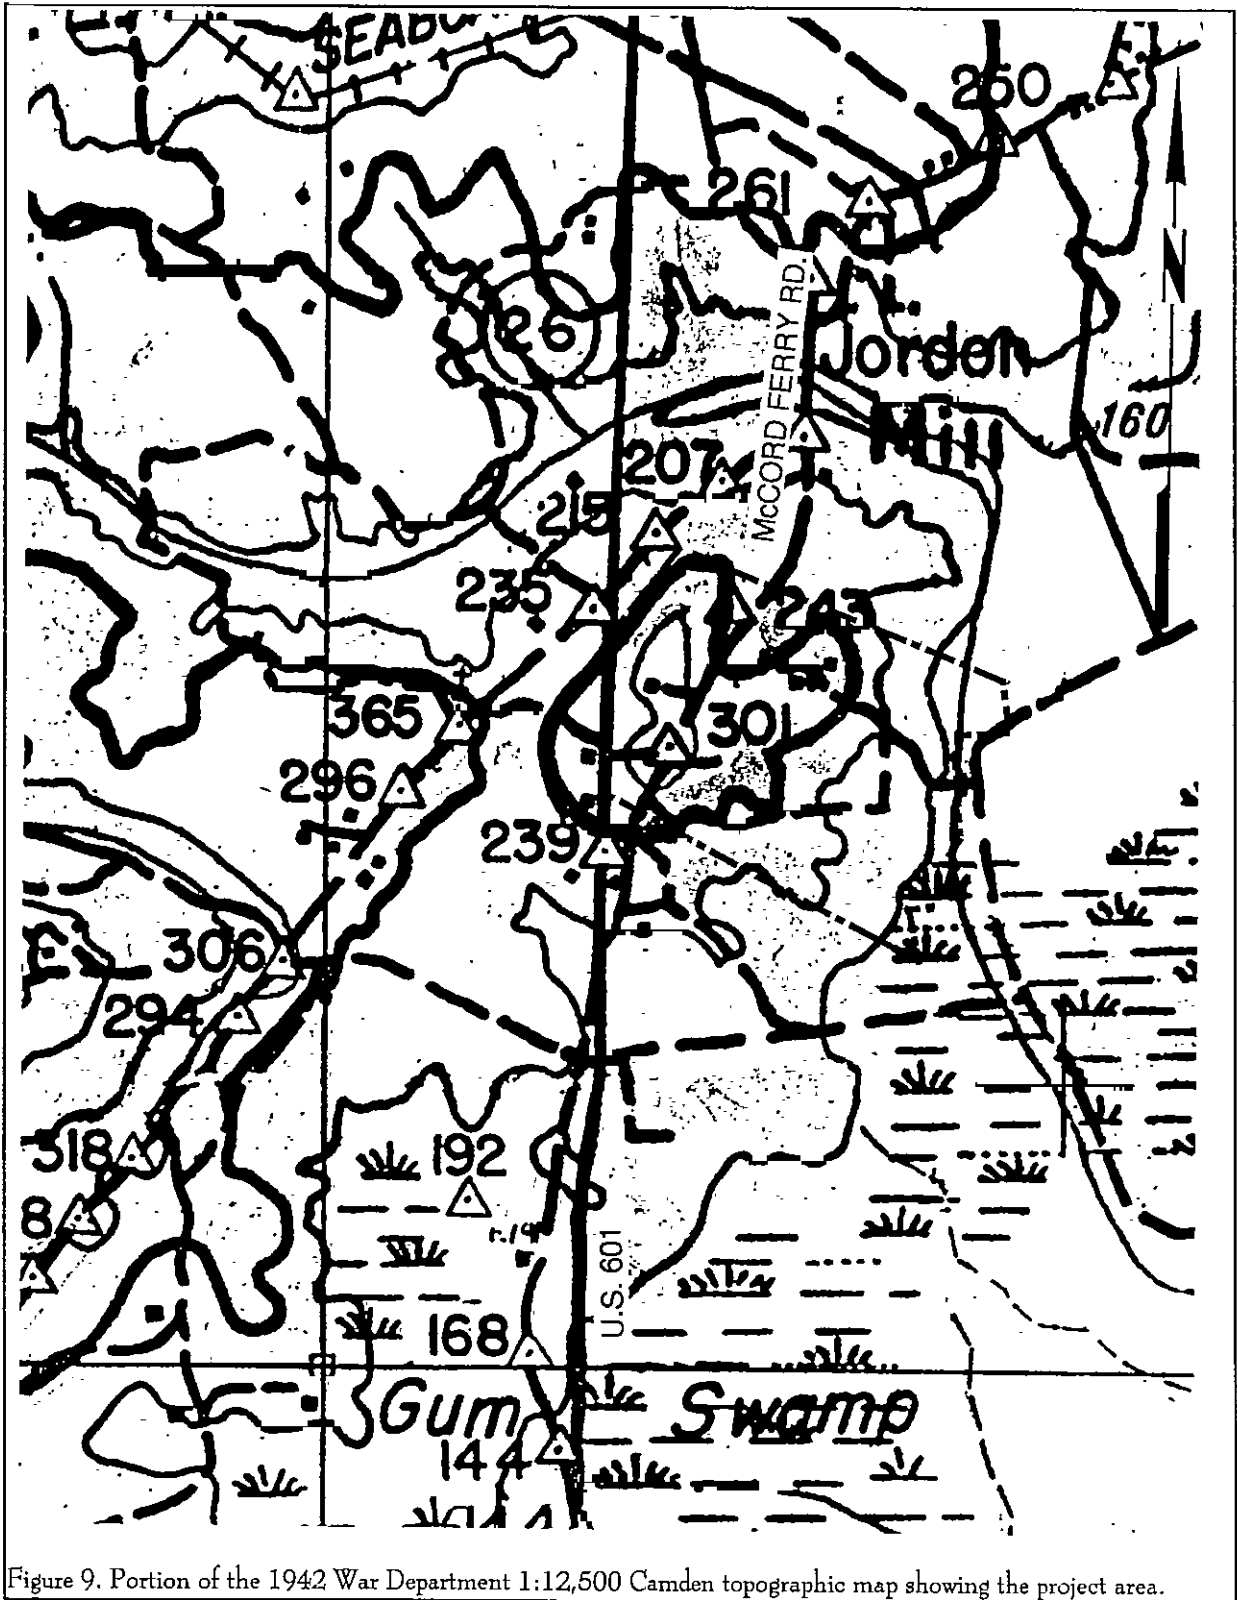 SEABO
250
261
N
McCORD FERRY RD.
26
Jordon
Mill
160
207
215
235
243
365
301
296
239
306
294
318
192
8
U.S. 601
168
Gum Swamp
144
Figure 9. Portion of the 1942 War Department 1:12,500 Camden topographic map showing the project area.